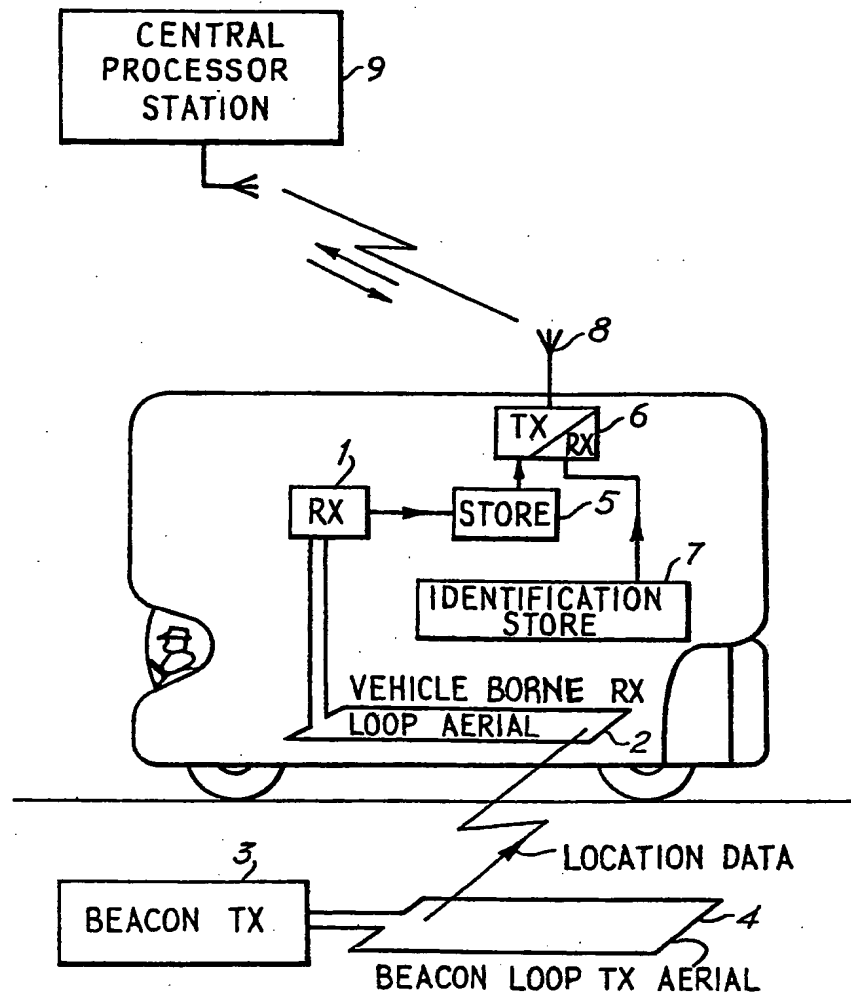 CENTRAL
PROCESSOR
STATION
9
8
TX
RX
6
1
RX
STORE
5
7
IDENTIFICATION
STORE
VEHICLE BORNE RX
LOOP AERIAL
2
LOCATION DATA
3
BEACON TX
4
BEACON LOOP TX AERIAL